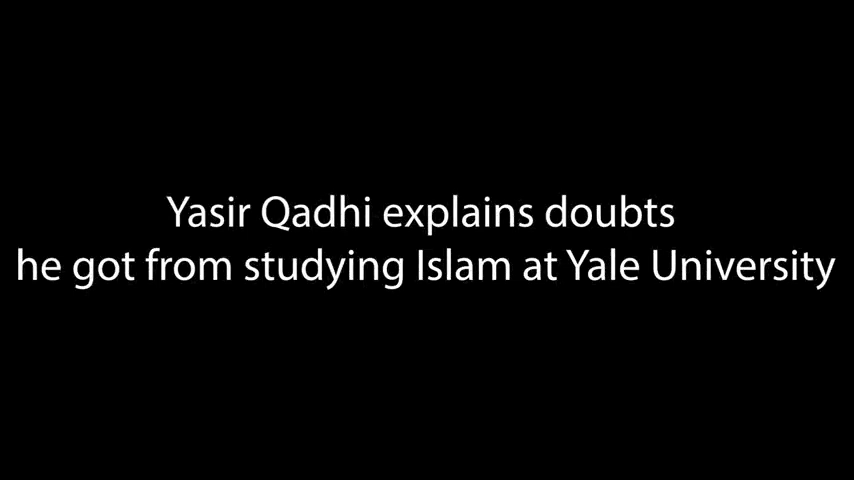 Yasir Qadhi explains doubts
he got from studying Islam at Yale University